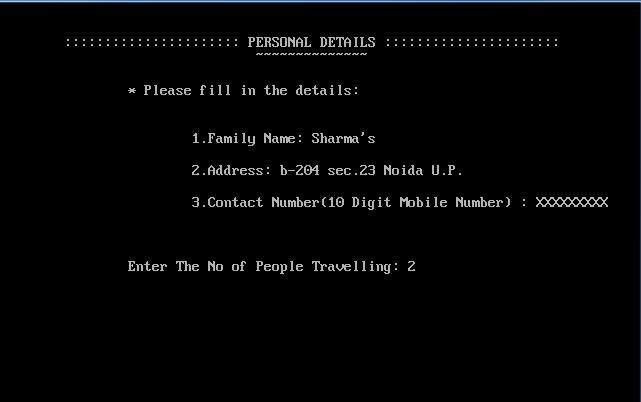 :::::::::::::::::::::: PERSONAL DETAILS ::::::::::::::::::::::
~~~~~~~~~~~~~~
* Please fill in the details:
1.Family Name: Sharma's
2.Address: b-204 sec.23 Noida U.P.
3.Contact Number(10 Digit Mobile Number) : XXXXXXXXX
Enter The No of People Travelling: 2